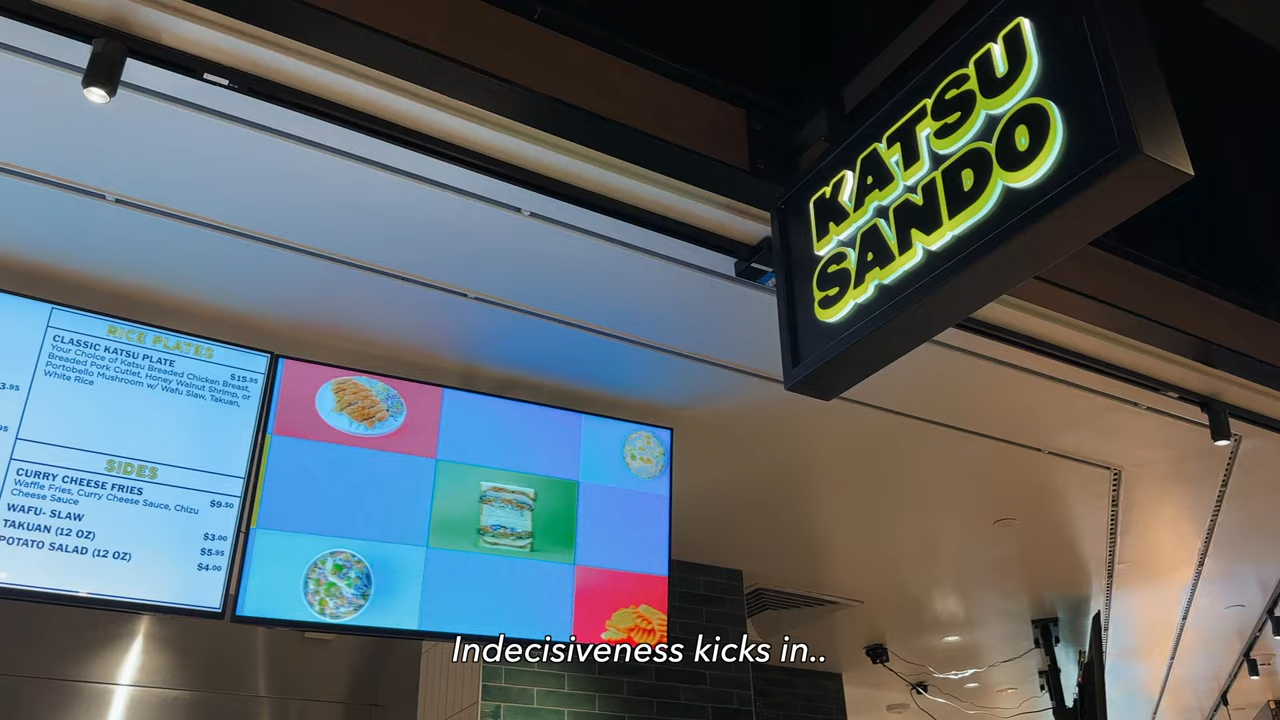 KATSU
SANDO
RICE PLATES
CLASSIC KATSU PLATE
$15.95
Your Choice of Katsu Breaded Chicken Breast,
Breaded Pork Cutlet, Honey Walnut Shrimp, or
Portobello Mushroom w/ Wafu Slaw, Takuan,
White Rice
3.95
95
SIDES
CURRY CHEESE FRIES
$9.50
Waffle Fries, Curry Cheese Sauce, Chizu
Cheese Sauce
WAFU- SLAW
$3.00
TAKUAN (12 OZ)
$5.95
POTATO SALAD (12 OZ)
$4.00
Indecisiveness kicks in..